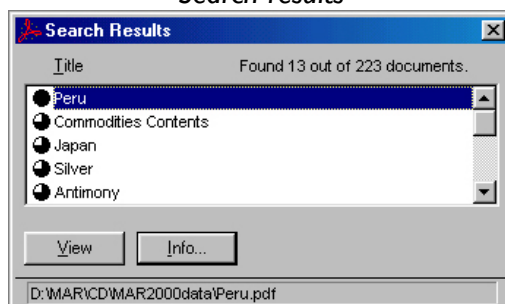 Search results
Search Results
Title Found 13 out of 223 documents.
Peru
Commodities Contents
Japan
Silver
Antimony
View Info...
D:\MAR\CD\MAR2000data\Peru.pdf